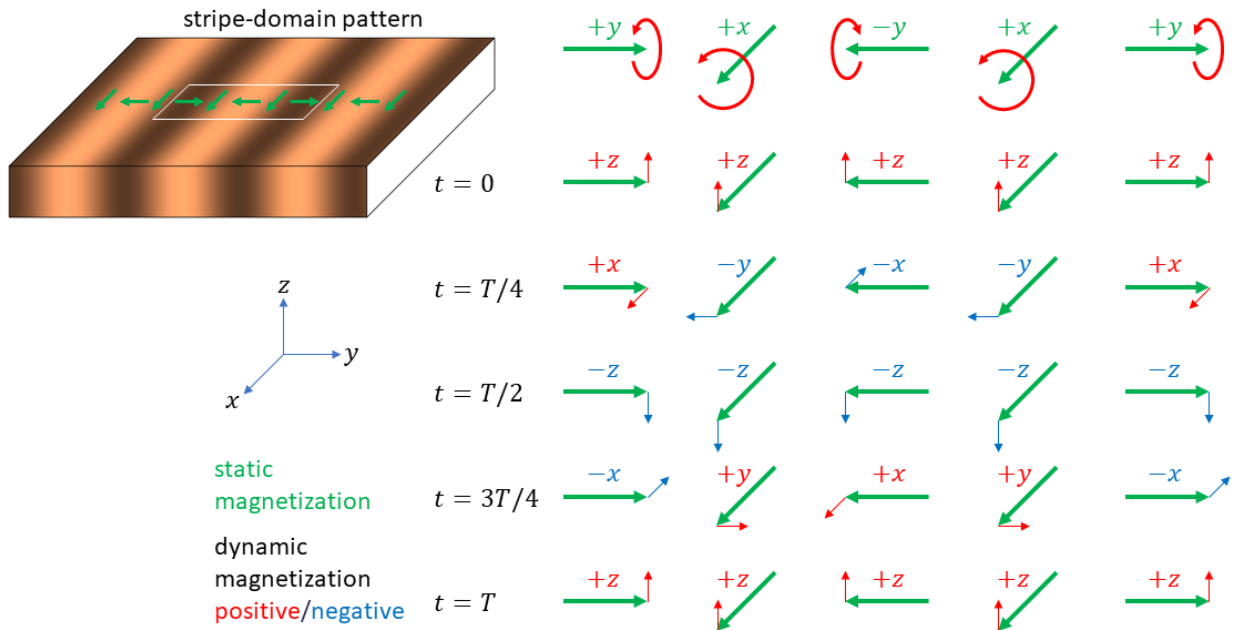 stripe-domain pattern
+y +x −y +x +y
t = 0 +z +z +z +z +z
t = T/4 +x −y −x −y +x
z
y
x
t = T/2 −z −z −z −z −z
static
magnetization
t = 3T/4 −x +y +x +y −x
dynamic
magnetization
positive/negative
t = T +z +z +z +z +z